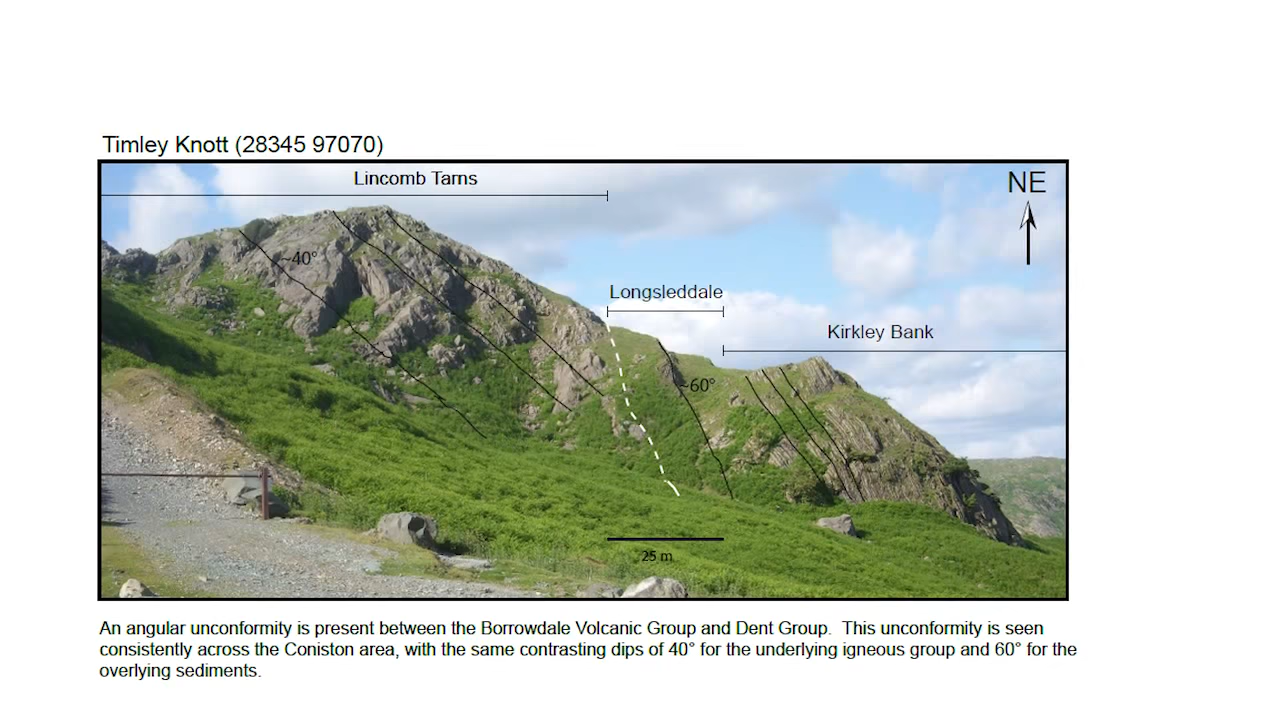 Timley Knott (28345 97070)
Lincomb Tarns
NE
~40°
Longsleddale
Kirkley Bank
~60°
25 m
An angular unconformity is present between the Borrowdale Volcanic Group and Dent Group. This unconformity is seen
consistently across the Coniston area, with the same contrasting dips of 40° for the underlying igneous group and 60° for the
overlying sediments.